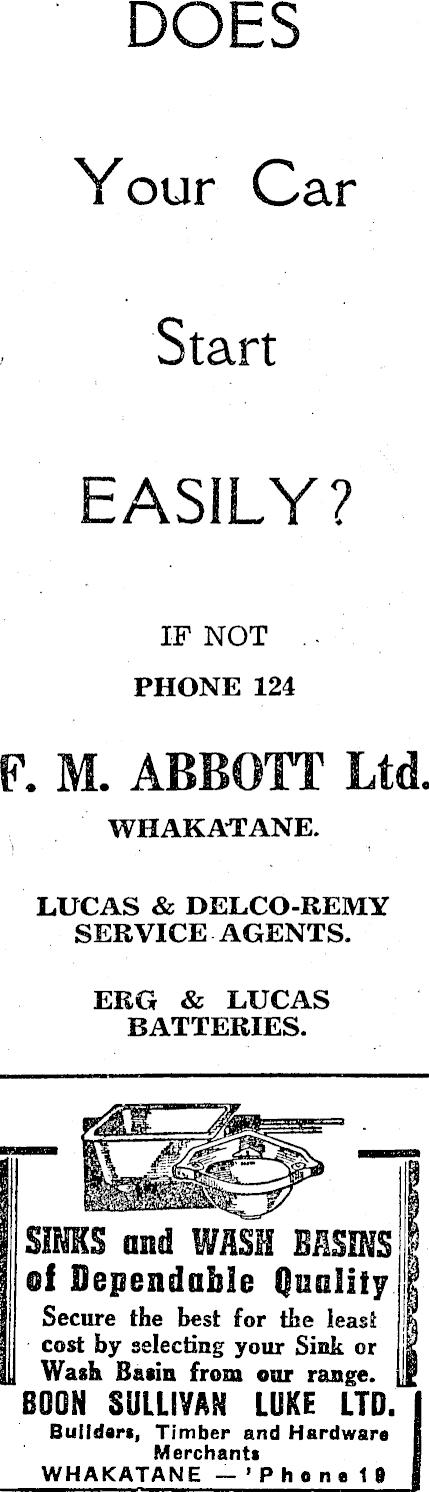 DOES
Your Car
Start
EASILY?
IF NOT
PHONE 124
F. M. ABBOTT Ltd.
WHAKATANE.
LUCAS & DELCO-REMY
SERVICE AGENTS.
ERG & LUCAS
BATTERIES.
SINKS and WASH BASINS
of Dependable Quality
Secure the best for the least
cost by selecting your Sink or
Wash Basin from our range.
BOON SULLIVAN LUKE LTD.
Builders, Timber and Hardware
Merchants
WHAKATANE — 'Phone 19